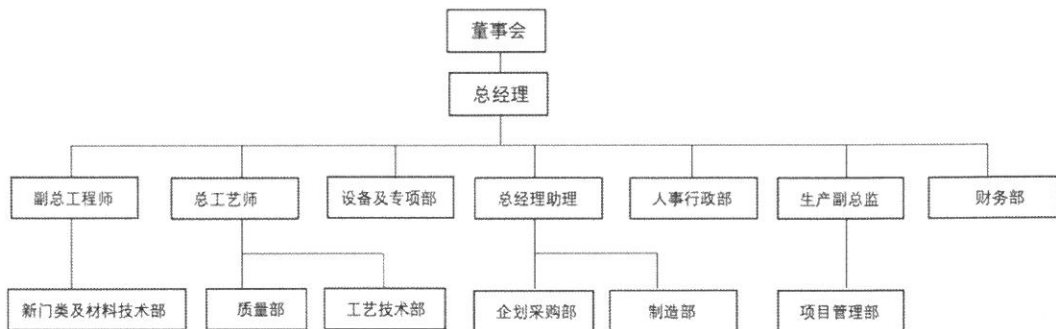 董事会
总经理
副总工程师
总工艺师
设备及专项部
总经理助理
人事行政部
生产副总监
财务部
新门类及材料技术部
质量部
工艺技术部
企划采购部
制造部
项目管理部